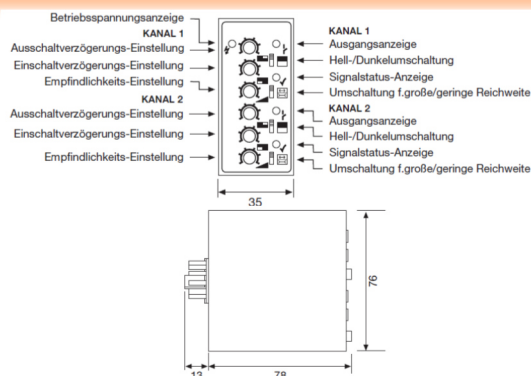 Betriebsspannungsanzeige
KANAL 1
Ausschaltverzögerungs-Einstellung
Einschaltverzögerungs-Einstellung
Empfindlichkeits-Einstellung
KANAL 2
Ausschaltverzögerungs-Einstellung
Einschaltverzögerungs-Einstellung
Empfindlichkeits-Einstellung
KANAL 1
Ausgangsanzeige
Hell-/Dunkelumschaltung
Signalstatus-Anzeige
Umschaltung f.große/geringe Reichweite
KANAL 2
Ausgangsanzeige
Hell-/Dunkelumschaltung
Signalstatus-Anzeige
Umschaltung f.große/geringe Reichweite
35
76
13
78